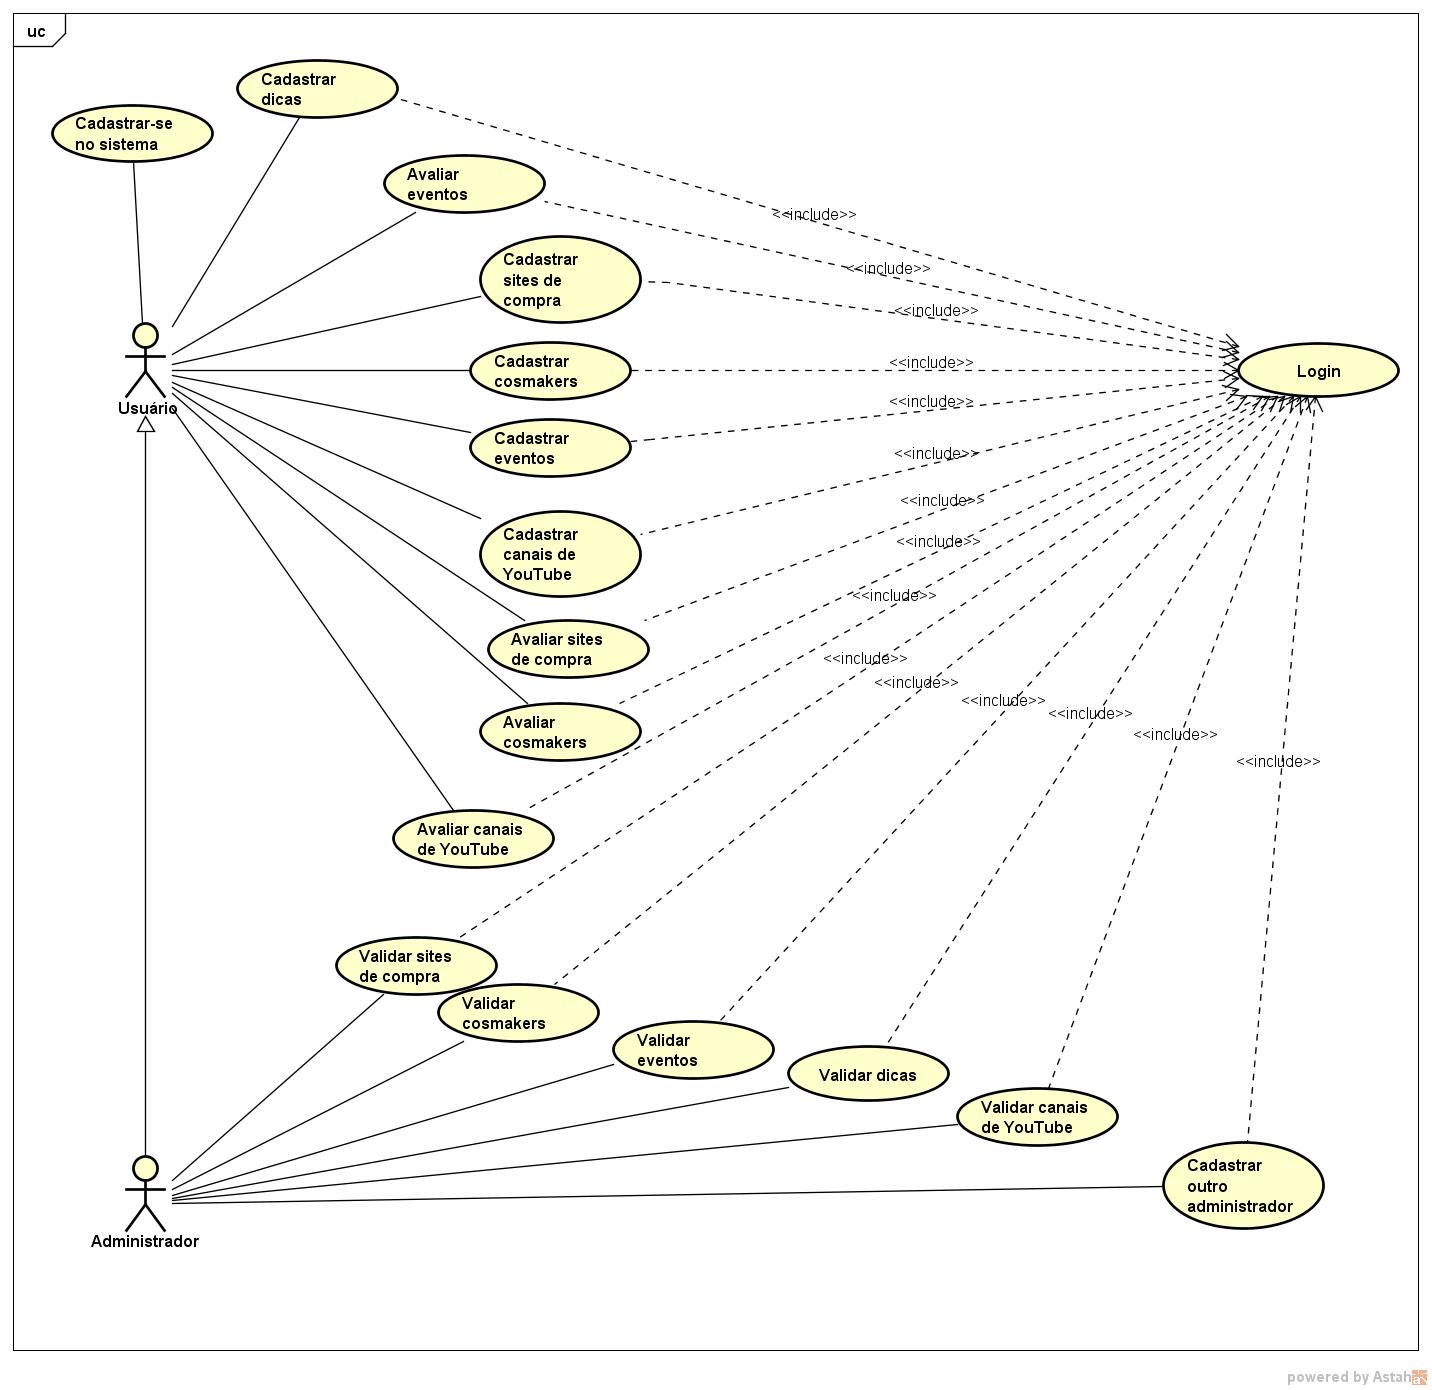 uc
Cadastrar
dicas
Cadastrar-se
no sistema
Avaliar
eventos
<<include>>
Cadastrar
sites de
compra
<<include>>
<<include>>
Cadastrar
cosmakers
<<include>>
Login
<<include>>
Usuário
Cadastrar
eventos
<<include>>
<<include>>
Cadastrar
canais de
YouTube
<<include>>
<<include>>
Avaliar sites
de compra
<<include>>
<<include>>
<<include>>
<<include>>
Avaliar
cosmakers
<<include>>
<<include>>
Avaliar canais
de YouTube
Validar sites
de compra
Validar
cosmakers
Validar
eventos
Validar dicas
Validar canais
de YouTube
Cadastrar
outro
administrador
Administrador
powered by Astah